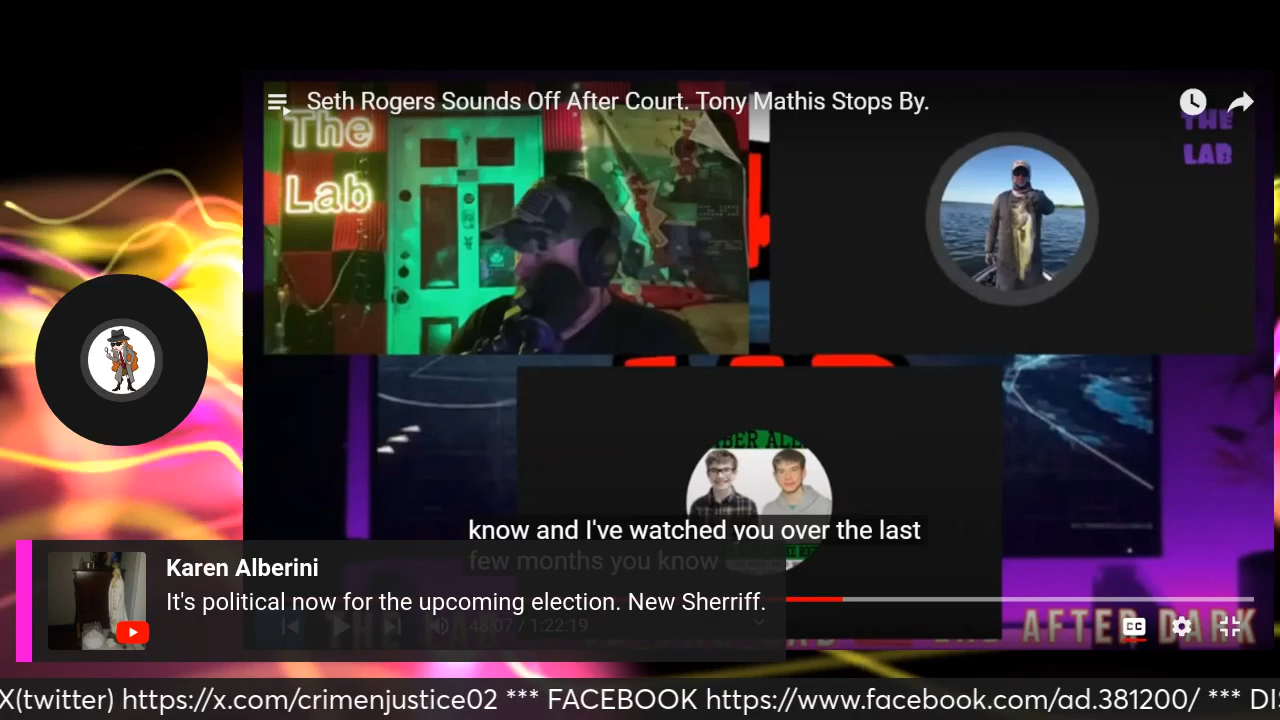 Seth Rogers Sounds Off After Court. Tony Mathis Stops By.
The
Lab
THE
LAB
know and I've watched you over the last
few months you know
Karen Alberini
It's political now for the upcoming election. New Sherriff.
48:07 / 1:22:19
CC
AFTER DARK
X(twitter) https://x.com/crimenjustice02 *** FACEBOOK https://www.facebook.com/ad.381200/ *** DIS